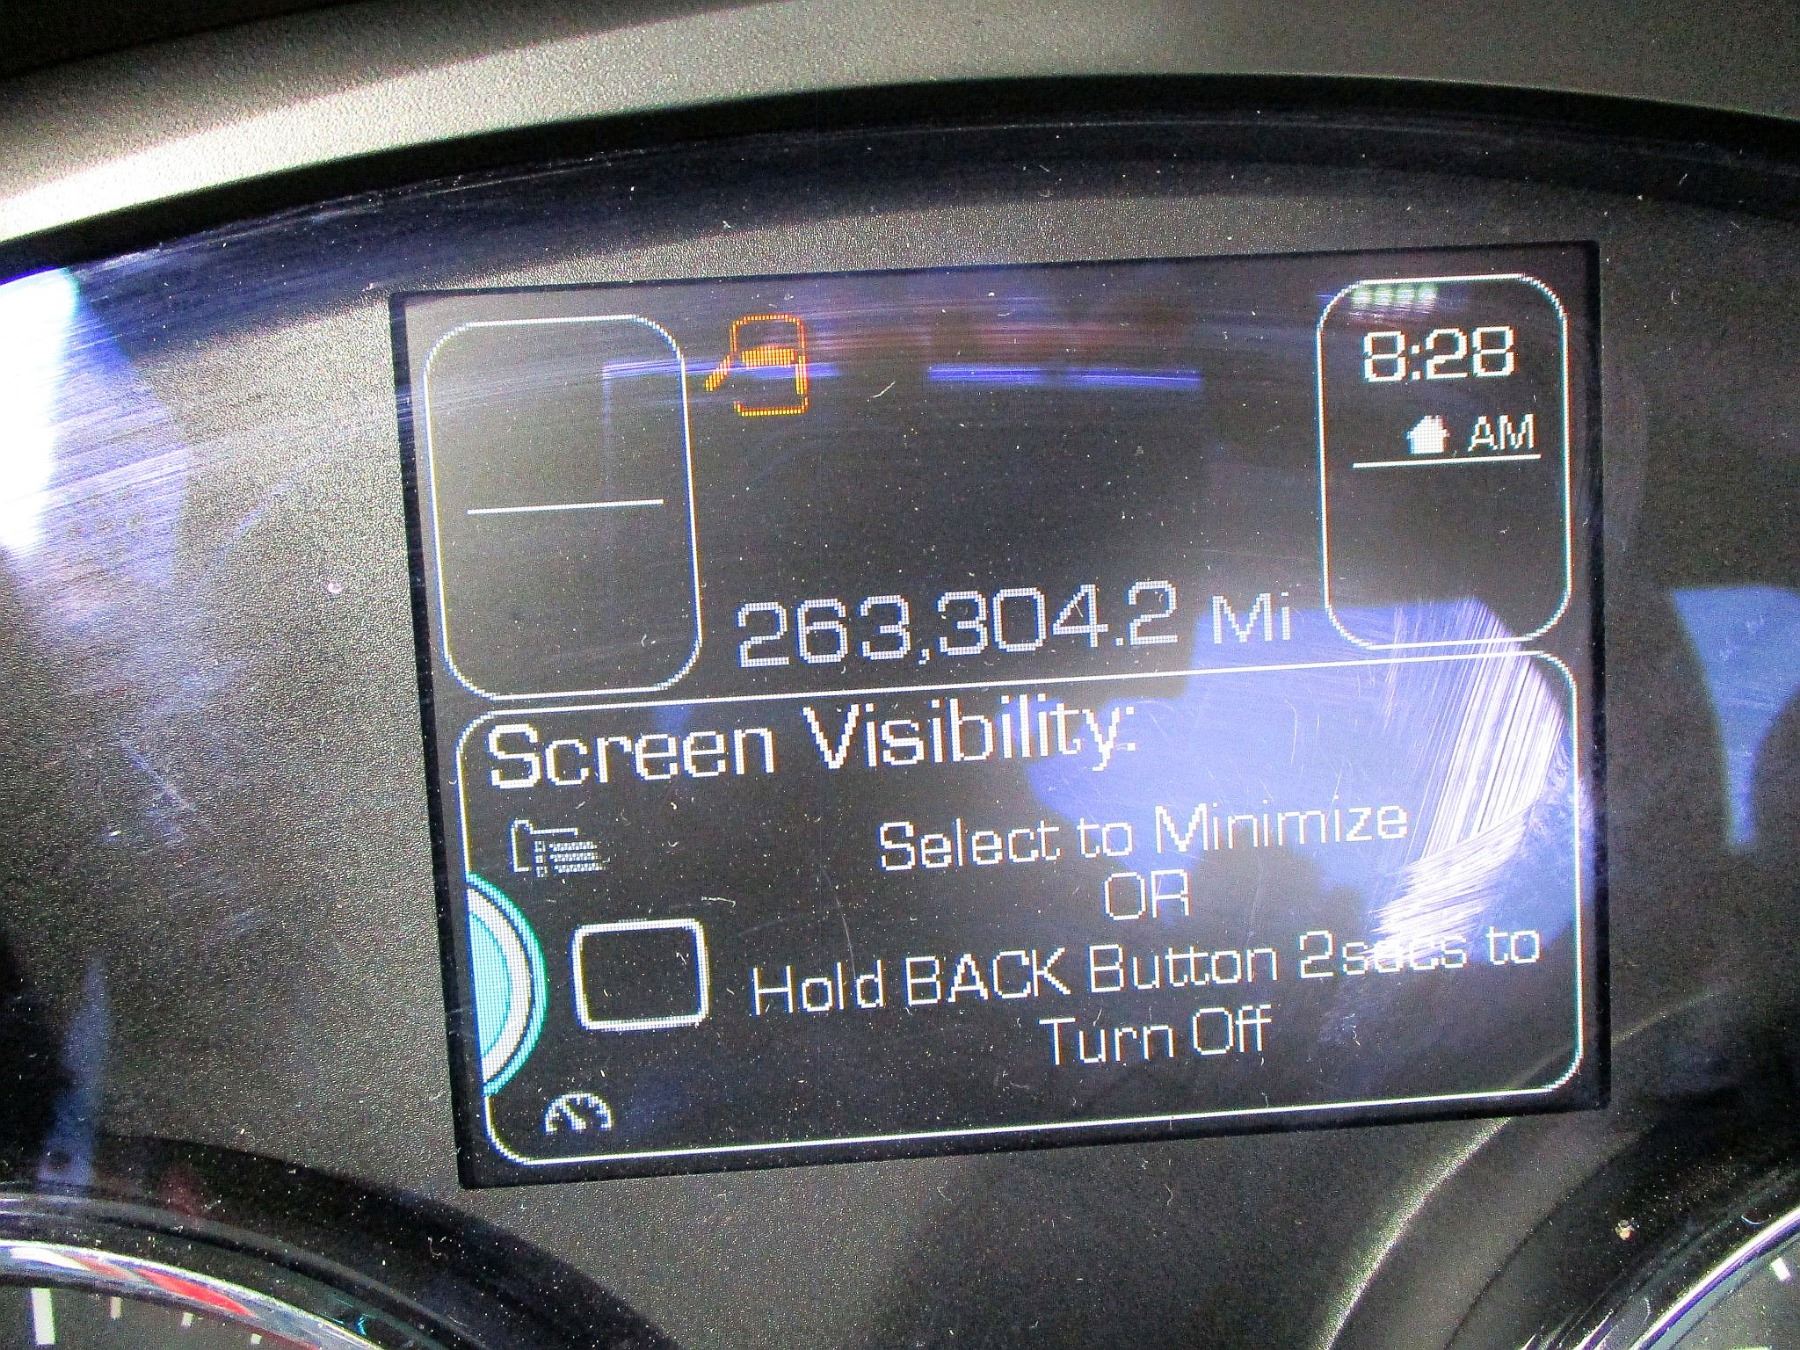 8:28
AM
263,304.2 Mi
Screen Visibility:
Select to Minimize
OR
Hold BACK Button 2secs to
Turn Off